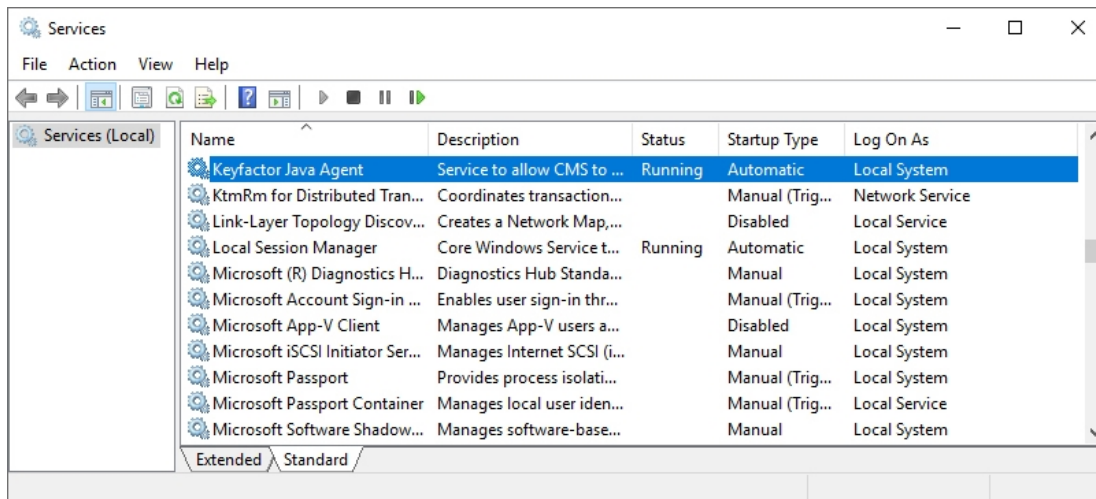 Services
File Action View Help
Services (Local)
Name Description Status Startup Type Log On As
Keyfactor Java Agent Service to allow CMS to ... Running Automatic Local System
KtmRm for Distributed Tran... Coordinates transaction... Manual (Trig... Network Service
Link-Layer Topology Discov... Creates a Network Map,... Disabled Local Service
Local Session Manager Core Windows Service t... Running Automatic Local System
Microsoft (R) Diagnostics H... Diagnostics Hub Standa... Manual Local System
Microsoft Account Sign-in ... Enables user sign-in thr... Manual (Trig... Local System
Microsoft App-V Client Manages App-V users a... Disabled Local System
Microsoft iSCSI Initiator Ser... Manages Internet SCSI (i... Manual Local System
Microsoft Passport Provides process isolati... Manual (Trig... Local System
Microsoft Passport Container Manages local user iden... Manual (Trig... Local Service
Microsoft Software Shadow... Manages software-base... Manual Local System
Extended Standard